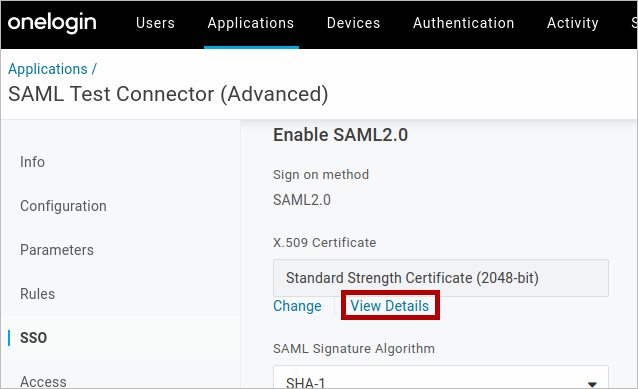 onelogin Users Applications Devices Authentication Activity S
Applications /
SAML Test Connector (Advanced)
Info
Configuration
Parameters
Rules
SSO
Access
Enable SAML2.0
Sign on method
SAML2.0
X.509 Certificate
Standard Strength Certificate (2048-bit)
Change View Details
SAML Signature Algorithm
SHA-1